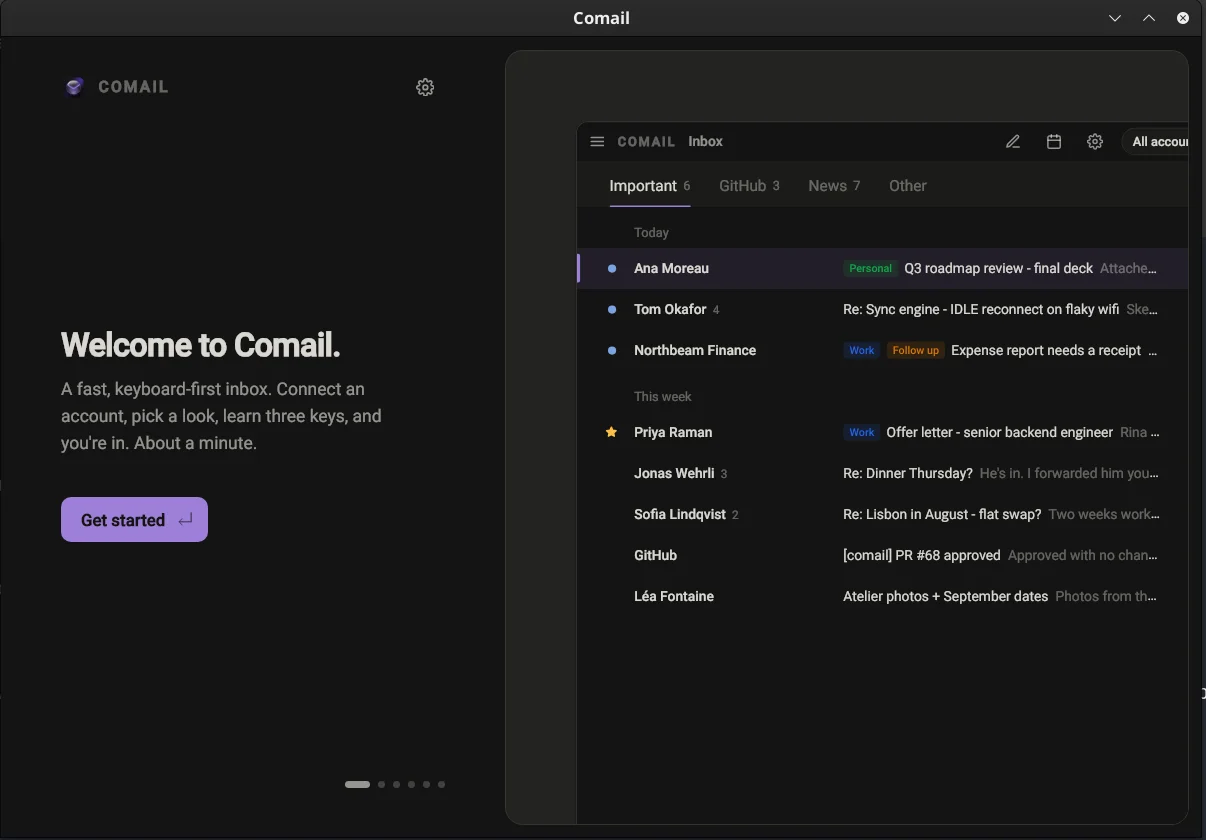 Comail
COMAIL
Welcome to Comail.
A fast, keyboard-first inbox. Connect an
account, pick a look, learn three keys, and
you're in. About a minute.
Get started
COMAIL Inbox All accour
Important 6 GitHub 3 News 7 Other
Today
Ana Moreau Personal Q3 roadmap review - final deck Attache...
Tom Okafor 4 Re: Sync engine - IDLE reconnect on flaky wifi Ske...
Northbeam Finance Work Follow up Expense report needs a receipt ...
This week
Priya Raman Work Offer letter - senior backend engineer Rina ...
Jonas Wehrli 3 Re: Dinner Thursday? He's in. I forwarded him you...
Sofia Lindqvist 2 Re: Lisbon in August - flat swap? Two weeks work...
GitHub [comail] PR #68 approved Approved with no chan...
Léa Fontaine Atelier photos + September dates Photos from th...